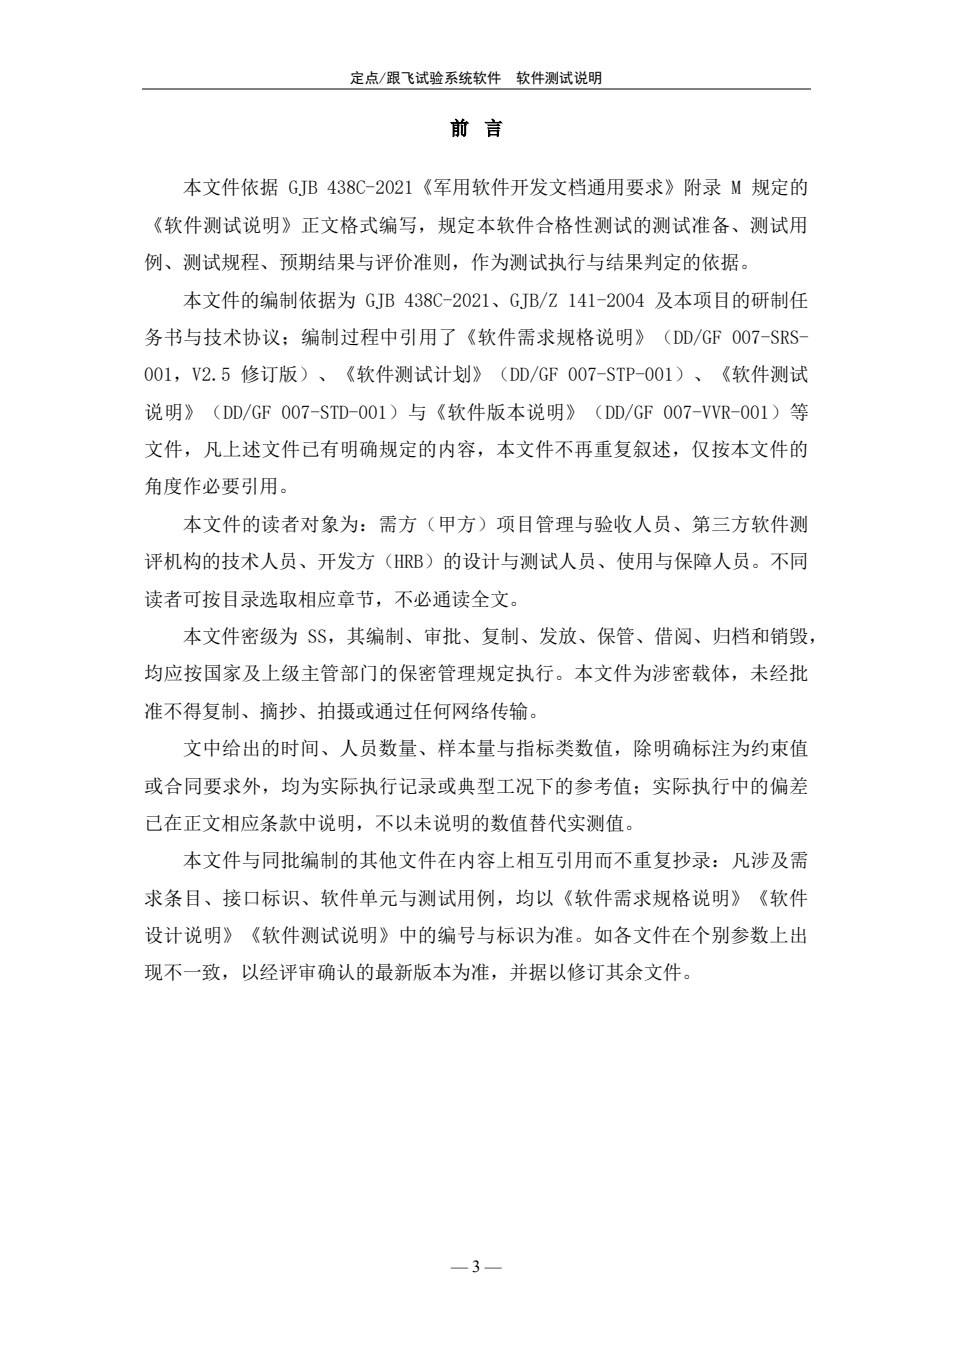 定点/跟飞试验系统软件　软件测试说明
前 言
本文件依据 GJB 438C-2021《军用软件开发文档通用要求》附录 M 规定的
《软件测试说明》正文格式编写，规定本软件合格性测试的测试准备、测试用
例、测试规程、预期结果与评价准则，作为测试执行与结果判定的依据。
本文件的编制依据为 GJB 438C-2021、GJB/Z 141-2004 及本项目的研制任
务书与技术协议；编制过程中引用了《软件需求规格说明》（DD/GF 007-SRS-
001，V2.5 修订版）、《软件测试计划》（DD/GF 007-STP-001）、《软件测试
说明》（DD/GF 007-STD-001）与《软件版本说明》（DD/GF 007-VVR-001）等
文件，凡上述文件已有明确规定的内容，本文件不再重复叙述，仅按本文件的
角度作必要引用。
本文件的读者对象为：需方（甲方）项目管理与验收人员、第三方软件测
评机构的技术人员、开发方（HRB）的设计与测试人员、使用与保障人员。不同
读者可按目录选取相应章节，不必通读全文。
本文件密级为 SS，其编制、审批、复制、发放、保管、借阅、归档和销毁，
均应按国家及上级主管部门的保密管理规定执行。本文件为涉密载体，未经批
准不得复制、摘抄、拍摄或通过任何网络传输。
文中给出的时间、人员数量、样本量与指标类数值，除明确标注为约束值
或合同要求外，均为实际执行记录或典型工况下的参考值；实际执行中的偏差
已在正文相应条款中说明，不以未说明的数值替代实测值。
本文件与同批编制的其他文件在内容上相互引用而不重复抄录：凡涉及需
求条目、接口标识、软件单元与测试用例，均以《软件需求规格说明》《软件
设计说明》《软件测试说明》中的编号与标识为准。如各文件在个别参数上出
现不一致，以经评审确认的最新版本为准，并据以修订其余文件。
— 3 —